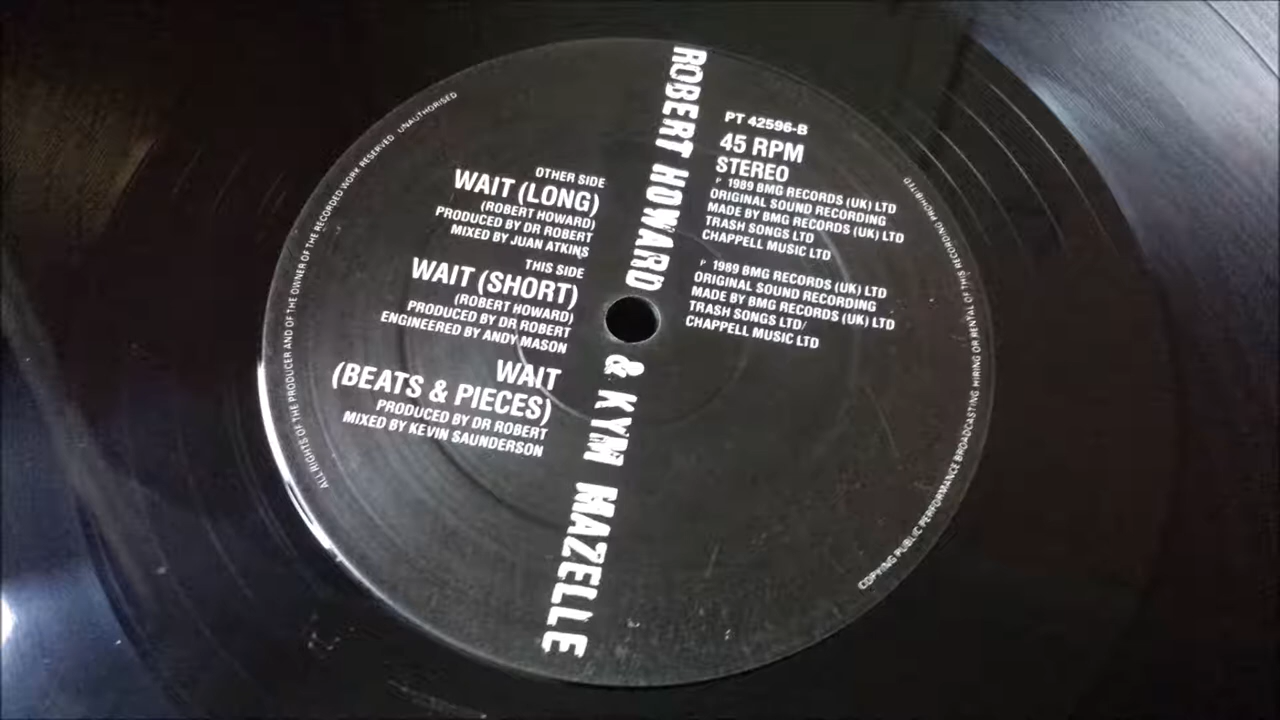 ROBERT HOWARD & KYM MAZELLE
OTHER SIDE
WAIT (LONG)
(ROBERT HOWARD)
PRODUCED BY DR ROBERT
MIXED BY JUAN ATKINS
THIS SIDE
WAIT (SHORT)
(ROBERT HOWARD)
PRODUCED BY DR ROBERT
ENGINEERED BY ANDY MASON
WAIT
(BEATS & PIECES)
PRODUCED BY DR ROBERT
MIXED BY KEVIN SAUNDERSON
PT 42596-B
45 RPM
STEREO
P 1989 BMG RECORDS (UK) LTD
ORIGINAL SOUND RECORDING
MADE BY BMG RECORDS (UK) LTD
TRASH SONGS LTD
CHAPPELL MUSIC LTD
P 1989 BMG RECORDS (UK) LTD
ORIGINAL SOUND RECORDING
MADE BY BMG RECORDS (UK) LTD
TRASH SONGS LTD/
CHAPPELL MUSIC LTD
ALL RIGHTS OF THE PRODUCER AND OF THE OWNER OF THE RECORDED WORK RESERVED UNAUTHORISED
COPYING PUBLIC PERFORMANCE BROADCASTING HIRING OR RENTAL OF THIS RECORDING PROHIBITED